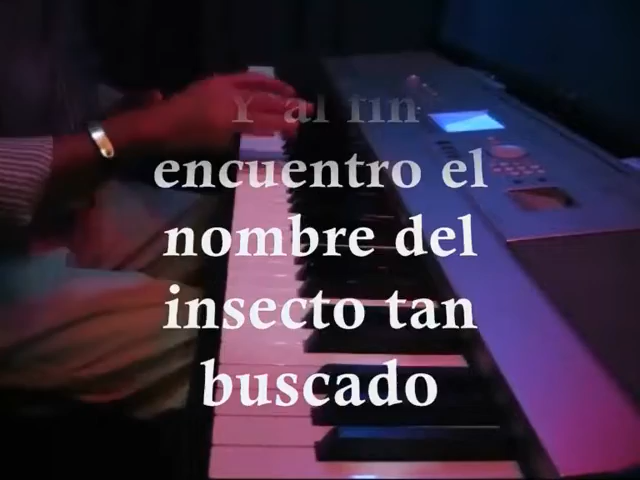 Y al fin
encuentro el
nombre del
insecto tan
buscado